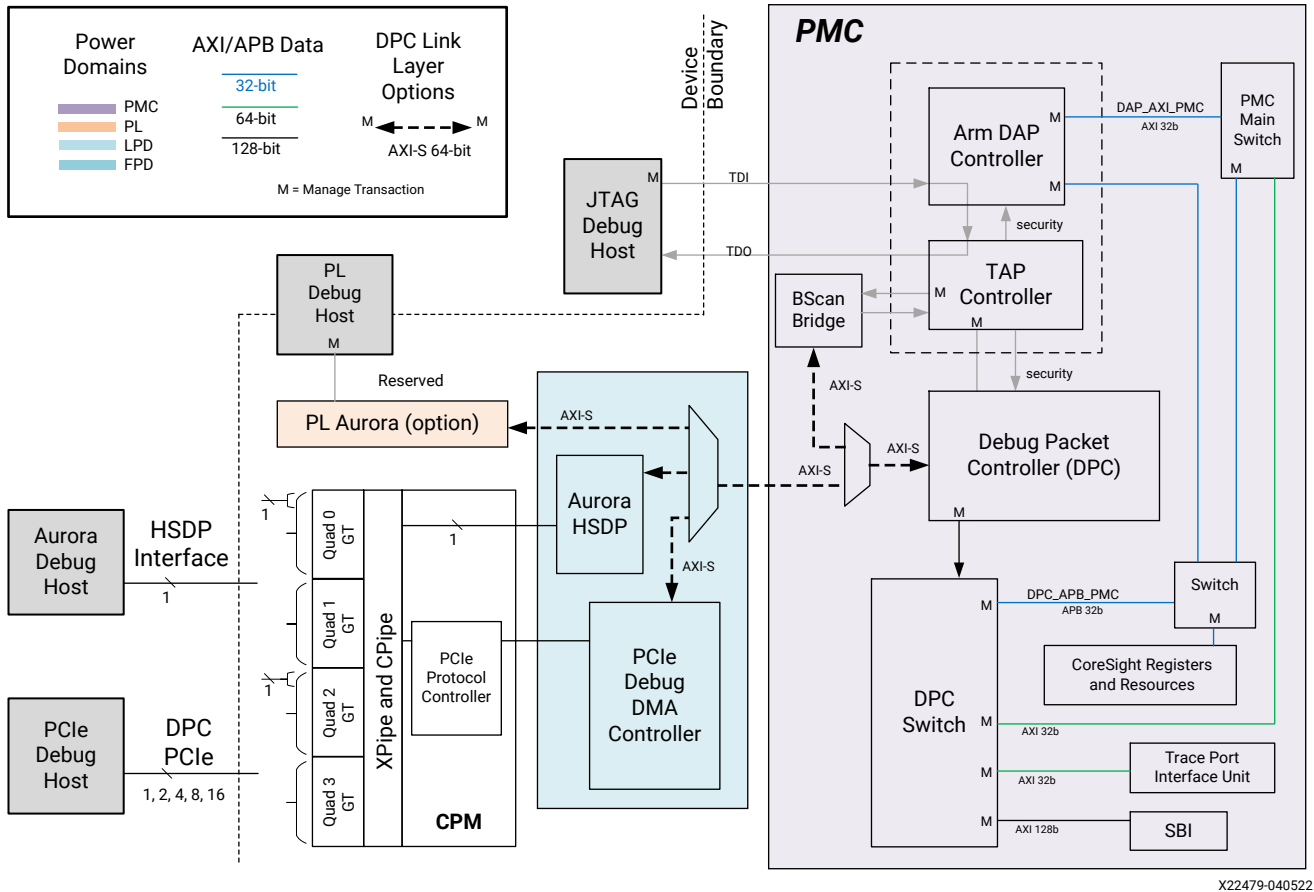 Power
Domains
PMC
PL
LPD
FPD
AXI/APB Data
32-bit
64-bit
128-bit
DPC Link
Layer
Options
M
M
AXI-S 64-bit
M = Manage Transaction
Device
Boundary
PMC
Arm DAP
Controller
M
M
DAP_AXI_PMC
AXI 32b
PMC
Main
Switch
M
JTAG
Debug
Host
M
TDI
TDO
security
TAP
Controller
M
M
BScan
Bridge
security
PL
Debug
Host
M
Reserved
PL Aurora (option)
AXI-S
AXI-S
AXI-S
AXI-S
AXI-S
Debug Packet
Controller (DPC)
M
Aurora
HSDP
PCIe
Debug
DMA
Controller
Aurora
Debug
Host
HSDP
Interface
1
PCIe
Debug
Host
DPC
PCIe
1, 2, 4, 8, 16
1
1
Quad 0
GT
Quad 1
GT
Quad 2
GT
Quad 3
GT
XPipe and CPipe
1
PCIe
Protocol
Controller
CPM
DPC
Switch
M
M
M
M
DPC_APB_PMC
APB 32b
Switch
M
CoreSight Registers
and Resources
AXI 32b
AXI 32b
Trace Port
Interface Unit
AXI 128b
SBI
X22479-040522